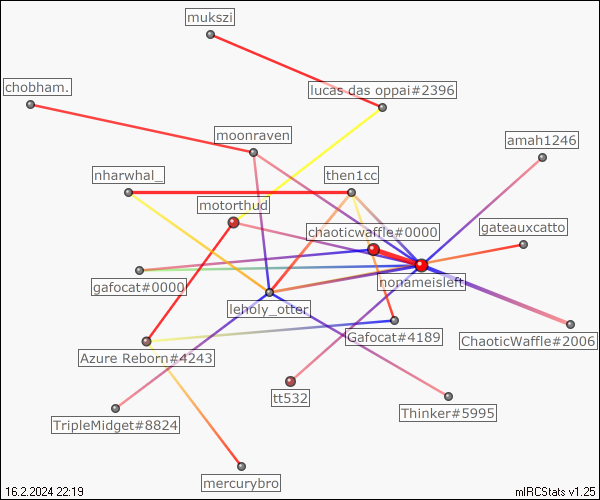 mukszi
chobham.
lucas das oppai#2396
moonraven
amah1246
nharwhal_
then1cc
motorthud
gateauxcatto
chaoticwaffle#0000
nonameisleft
gafocat#0000
leholy_otter
Gafocat#4189
ChaoticWaffle#2006
Azure Reborn#4243
tt532
Thinker#5995
TripleMidget#8824
mercurybro
16.2.2024 22:19
mIRCStats v1.25